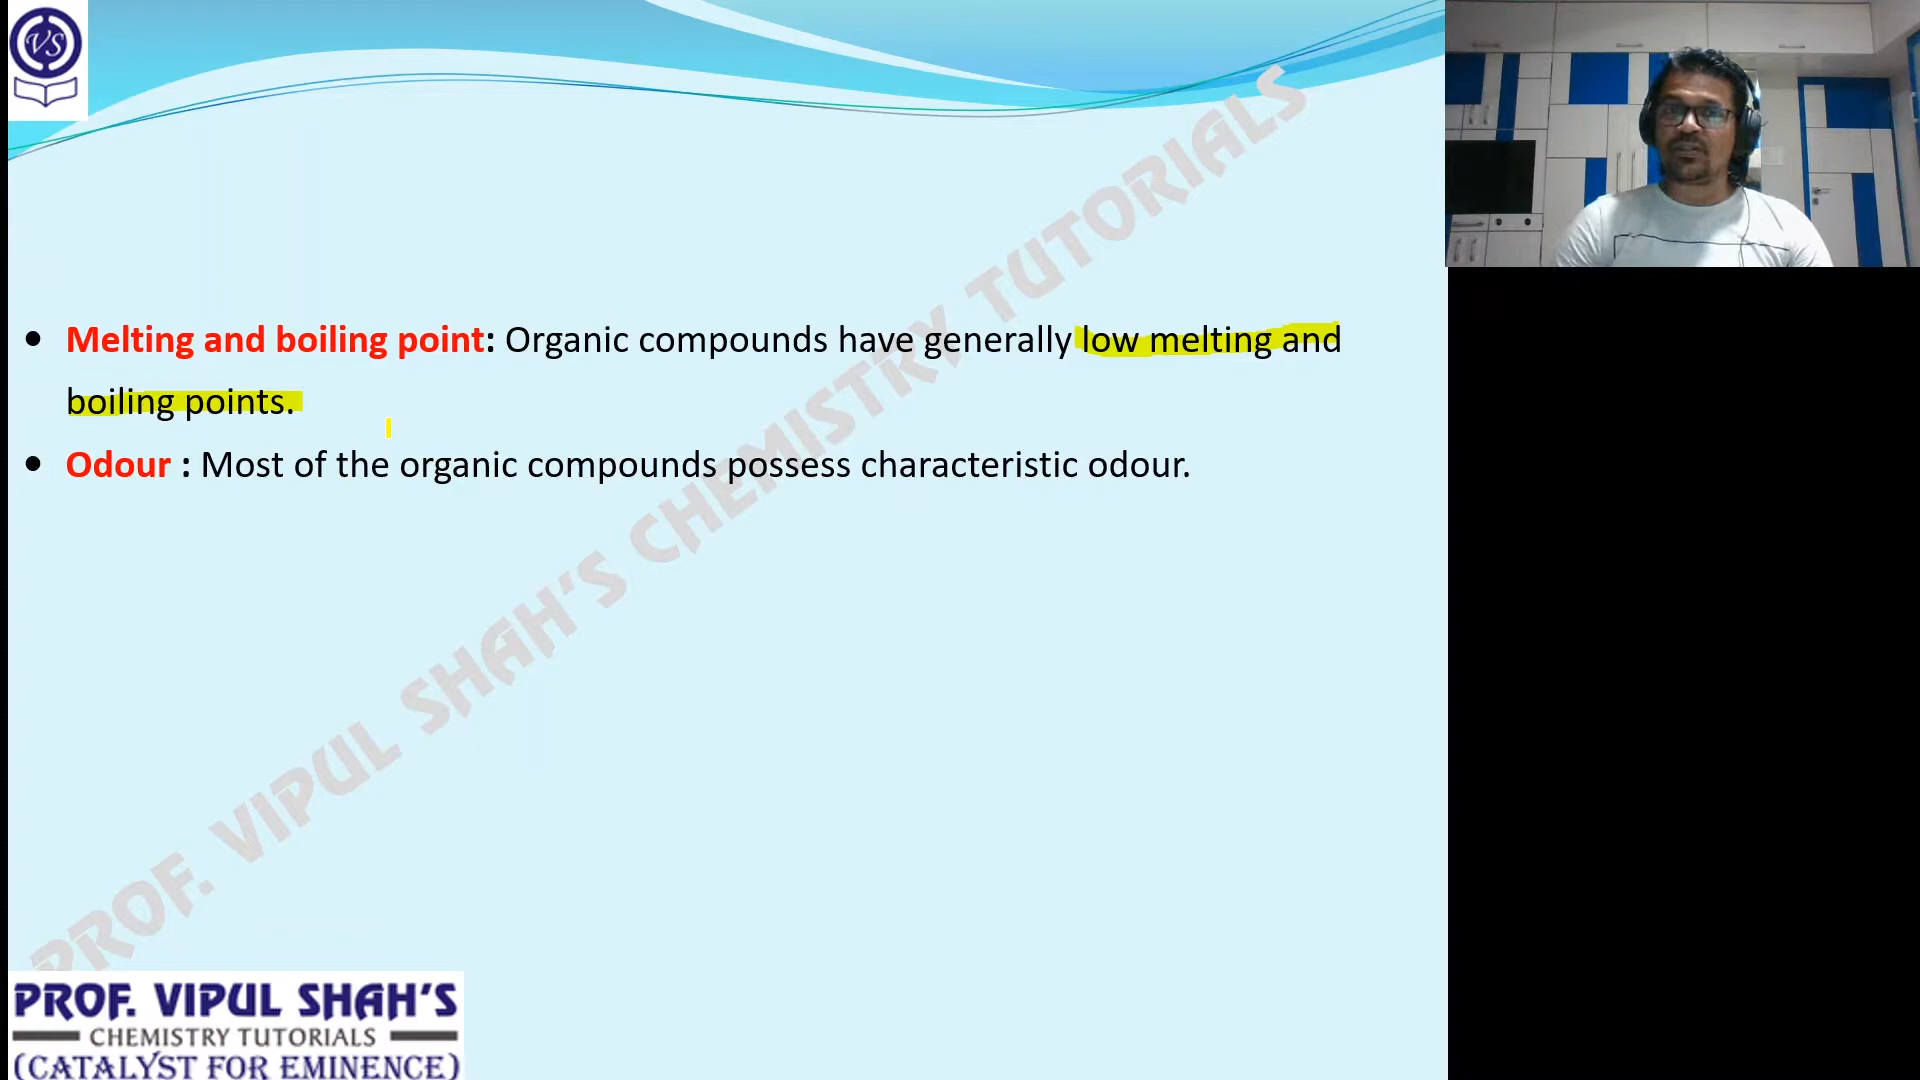 VS
• Melting and boiling point: Organic compounds have generally low melting and
boiling points.
• Odour : Most of the organic compounds possess characteristic odour.
PROF. VIPUL SHAH'S CHEMISTRY TUTORIALS
PROF. VIPUL SHAH'S
CHEMISTRY TUTORIALS
(CATALYST FOR EMINENCE)